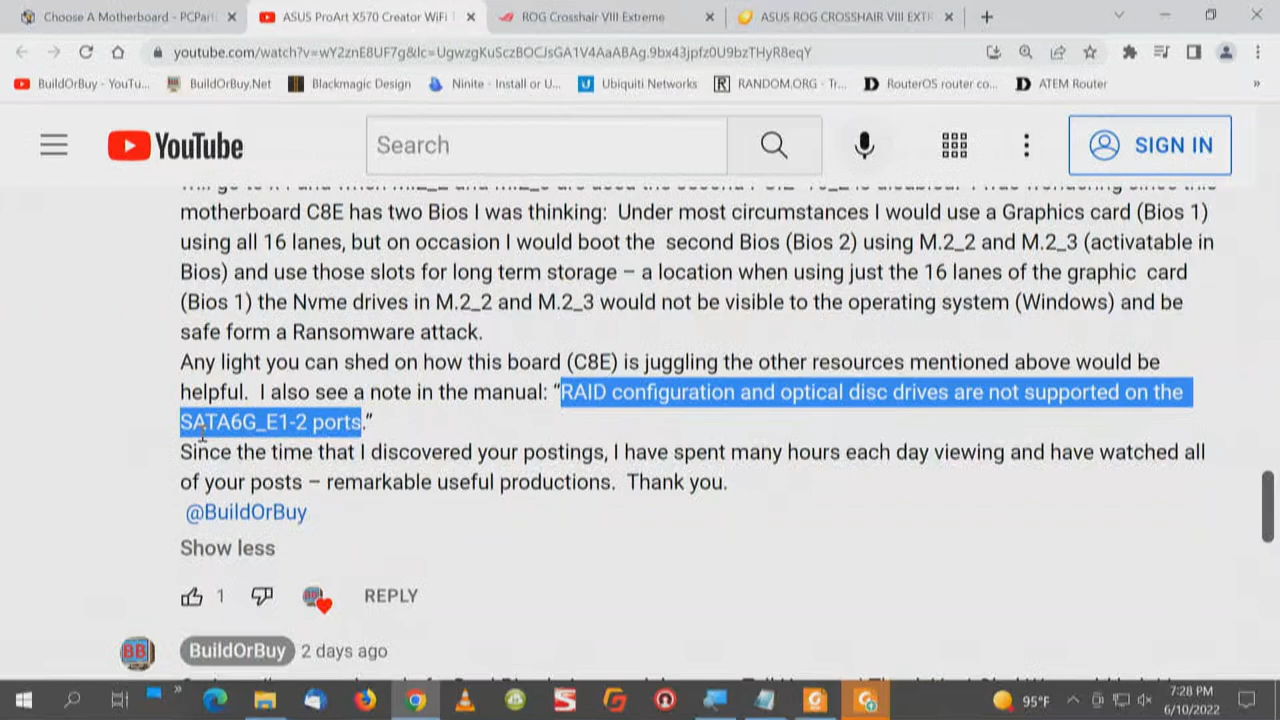 Choose A Motherboard - PCPart
ASUS ProArt X570 Creator WiFi
ROG Crosshair VIII Extreme
ASUS ROG CROSSHAIR VIII EXTR
youtube.com/watch?v=wY2znE8UF7g&lc=UgwzgKuSczBOCJsGA1V4AaABAg.9bx43jpfz0U9bzTHyR8eqY
BuildOrBuy - YouTu...
BuildOrBuy.Net
Blackmagic Design
Ninite - Install or U...
Ubiquiti Networks
RANDOM.ORG - Tr...
RouterOS router co...
ATEM Router
»
YouTube
Search
SIGN IN
motherboard C8E has two Bios I was thinking:  Under most circumstances I would use a Graphics card (Bios 1)
using all 16 lanes, but on occasion I would boot the  second Bios (Bios 2) using M.2_2 and M.2_3 (activatable in
Bios) and use those slots for long term storage – a location when using just the 16 lanes of the graphic  card
(Bios 1) the Nvme drives in M.2_2 and M.2_3 would not be visible to the operating system (Windows) and be
safe form a Ransomware attack.
Any light you can shed on how this board (C8E) is juggling the other resources mentioned above would be
helpful.  I also see a note in the manual: “RAID configuration and optical disc drives are not supported on the
SATA6G_E1-2 ports.”
Since the time that I discovered your postings, I have spent many hours each day viewing and have watched all
of your posts – remarkable useful productions.  Thank you.
@BuildOrBuy
Show less
1
REPLY
BB
BuildOrBuy 2 days ago
»
95°F
7:28 PM
6/10/2022